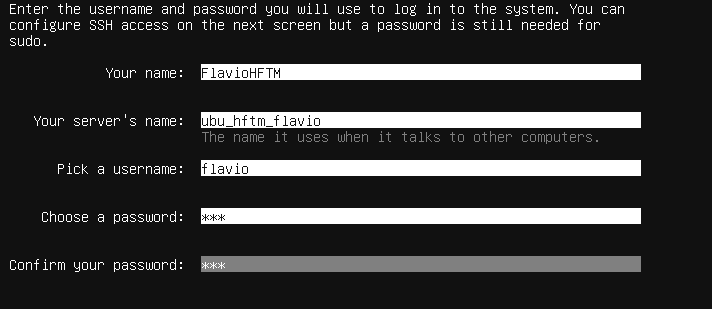 Enter the username and password you will use to log in to the system. You can
configure SSH access on the next screen but a password is still needed for
sudo.
Your name: FlavioHFTM
Your server's name: ubu_hftm_flavio
The name it uses when it talks to other computers.
Pick a username: flavio
Choose a password: ***
Confirm your password: ***